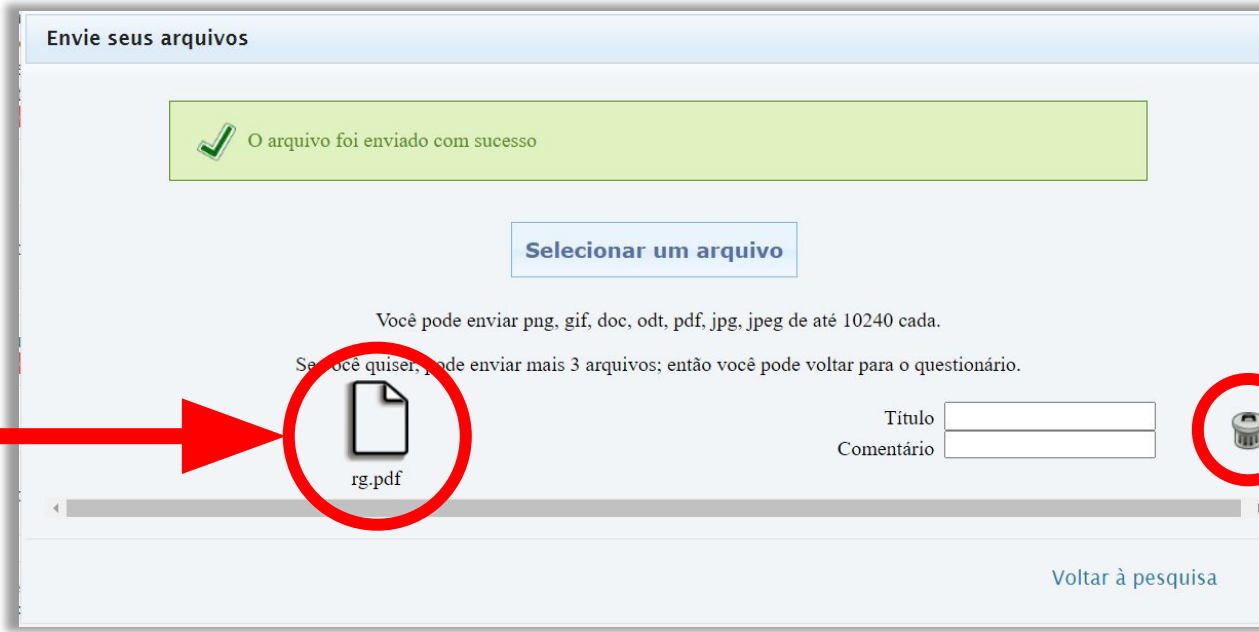 Envie seus arquivos
O arquivo foi enviado com sucesso
Selecionar um arquivo
Você pode enviar png, gif, doc, odt, pdf, jpg, jpeg de até 10240 cada.
Se você quiser, pode enviar mais 3 arquivos; então você pode voltar para o questionário.
Título
Comentário
rg.pdf
Voltar à pesquisa